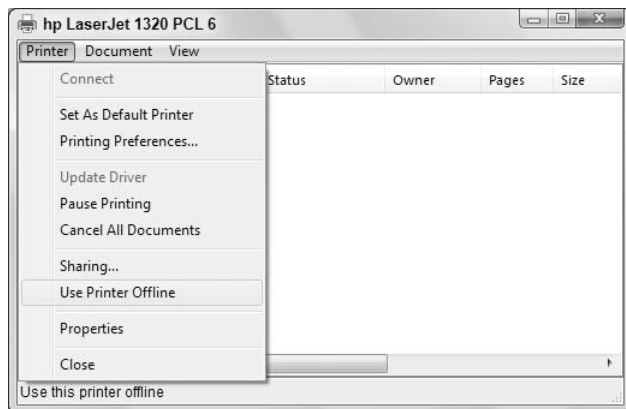 hp LaserJet 1320 PCL 6
Printer Document View
Connect
Status Owner Pages Size
Set As Default Printer
Printing Preferences...
Update Driver
Pause Printing
Cancel All Documents
Sharing...
Use Printer Offline
Properties
Close
Use this printer offline